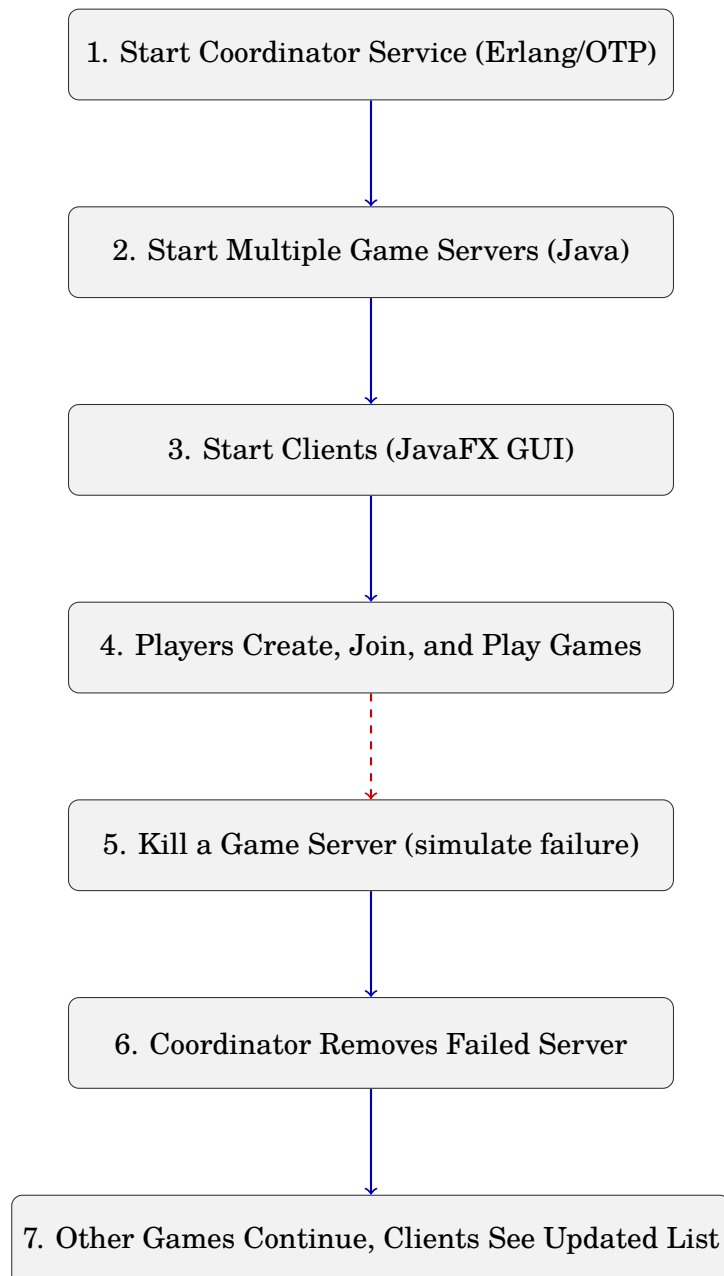 1. Start Coordinator Service (Erlang/OTP)
2. Start Multiple Game Servers (Java)
3. Start Clients (JavaFX GUI)
4. Players Create, Join, and Play Games
5. Kill a Game Server (simulate failure)
6. Coordinator Removes Failed Server
7. Other Games Continue, Clients See Updated List